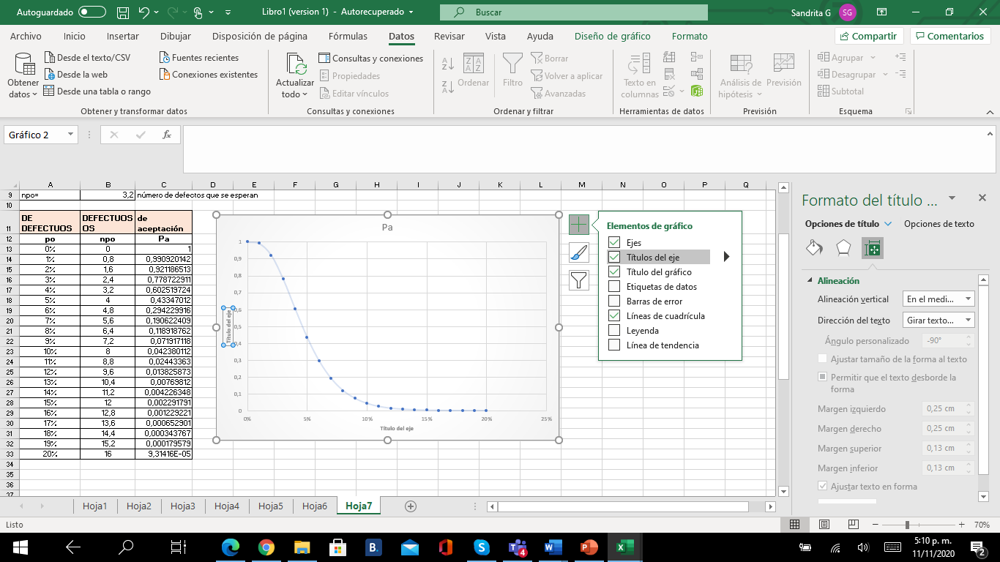 Autoguardado
Libro1 (version 1) - Autorecuperado
Buscar
Sandrita G
SG
Archivo Inicio Insertar Dibujar Disposición de página Fórmulas Datos Revisar Vista Ayuda Diseño de gráfico Formato
Compartir
Comentarios
Obtener datos
Desde el texto/CSV
Desde la web
Desde una tabla o rango
Fuentes recientes
Conexiones existentes
Obtener y transformar datos
Actualizar todo
Consultas y conexiones
Propiedades
Editar vínculos
Consultas y conexiones
Ordenar
Filtro
Borrar
Volver a aplicar
Avanzadas
Ordenar y filtrar
Texto en columnas
Herramientas de datos
Análisis de hipótesis
Previsión
Previsión
Agrupar
Desagrupar
Subtotal
Esquema
Gráfico 2
fx
A B C D E F G H I J K L M N O P Q
9 npo= 3,2 número de defectos que se esperan
10
11 DE DEFECTUOS DEFECTUOS OS de aceptación
12 po npo Pa
13 0% 0 1
14 1% 0,8 0,990920142
15 2% 1,6 0,921186513
16 3% 2,4 0,778722911
17 4% 3,2 0,602519724
18 5% 4 0,43347012
19 6% 4,8 0,294229916
20 7% 5,6 0,190622409
21 8% 6,4 0,118918762
22 9% 7,2 0,071917118
23 10% 8 0,042380112
24 11% 8,8 0,02443363
25 12% 9,6 0,013825873
26 13% 10,4 0,00769812
27 14% 11,2 0,004226348
28 15% 12 0,002291791
29 16% 12,8 0,001229221
30 17% 13,6 0,000652901
31 18% 14,4 0,000343767
32 19% 15,2 0,000179579
33 20% 16 9,31416E-05
34
35
36
37
Pa
1
0,9
0,8
0,7
0,6
0,5
0,4
0,3
0,2
0,1
0
Título del eje
0% 5% 10% 15% 20% 25%
Título del eje
Elementos de gráfico
Ejes
Títulos del eje
Título del gráfico
Etiquetas de datos
Barras de error
Líneas de cuadrícula
Leyenda
Línea de tendencia
Formato del título ...
Opciones de título
Opciones de texto
Alineación
Alineación vertical En el medi...
Dirección del texto Girar texto...
Ángulo personalizado -90°
Ajustar tamaño de la forma al texto
Permitir que el texto desborde la
forma
Margen izquierdo 0,25 cm
Margen derecho 0,25 cm
Margen superior 0,13 cm
Margen inferior 0,13 cm
Ajustar texto en forma
Hoja1 Hoja2 Hoja3 Hoja4 Hoja5 Hoja6 Hoja7
Listo
70%
B.
4
5:10 p. m.
11/11/2020
2